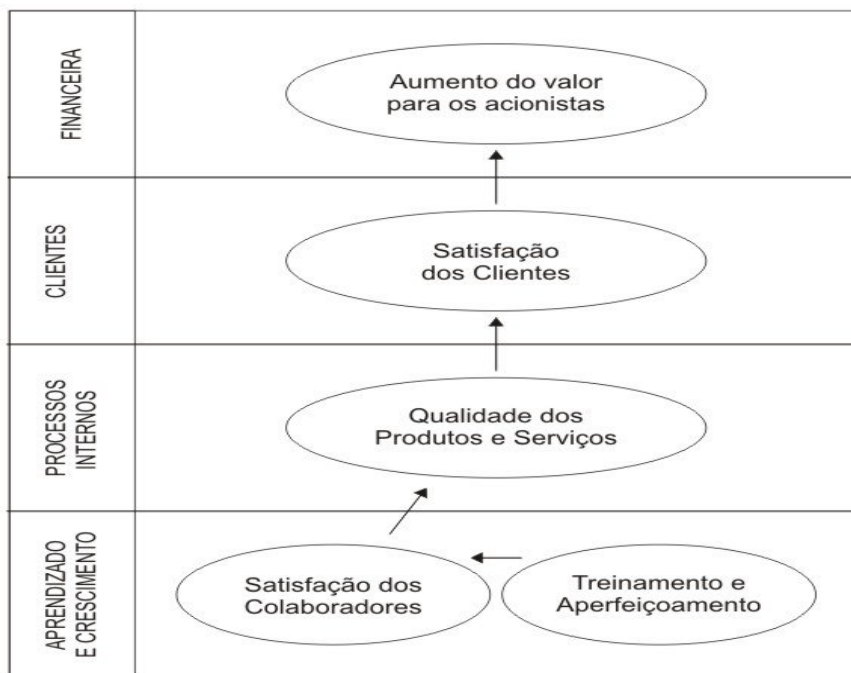 FINANCEIRA
Aumento do valor
para os acionistas
CLIENTES
Satisfação
dos Clientes
PROCESSOS
INTERNOS
Qualidade dos
Produtos e Serviços
APRENDIZADO
E CRESCIMENTO
Satisfação dos
Colaboradores
Treinamento e
Aperfeiçoamento